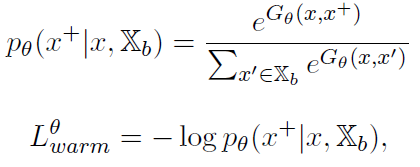 p_θ(x⁺|x, 𝕏_b) = e^{G_θ(x,x⁺)} / ∑_{x′∈𝕏_b} e^{G_θ(x,x′)}
L^θ_{warm} = − log p_θ(x⁺|x, 𝕏_b),